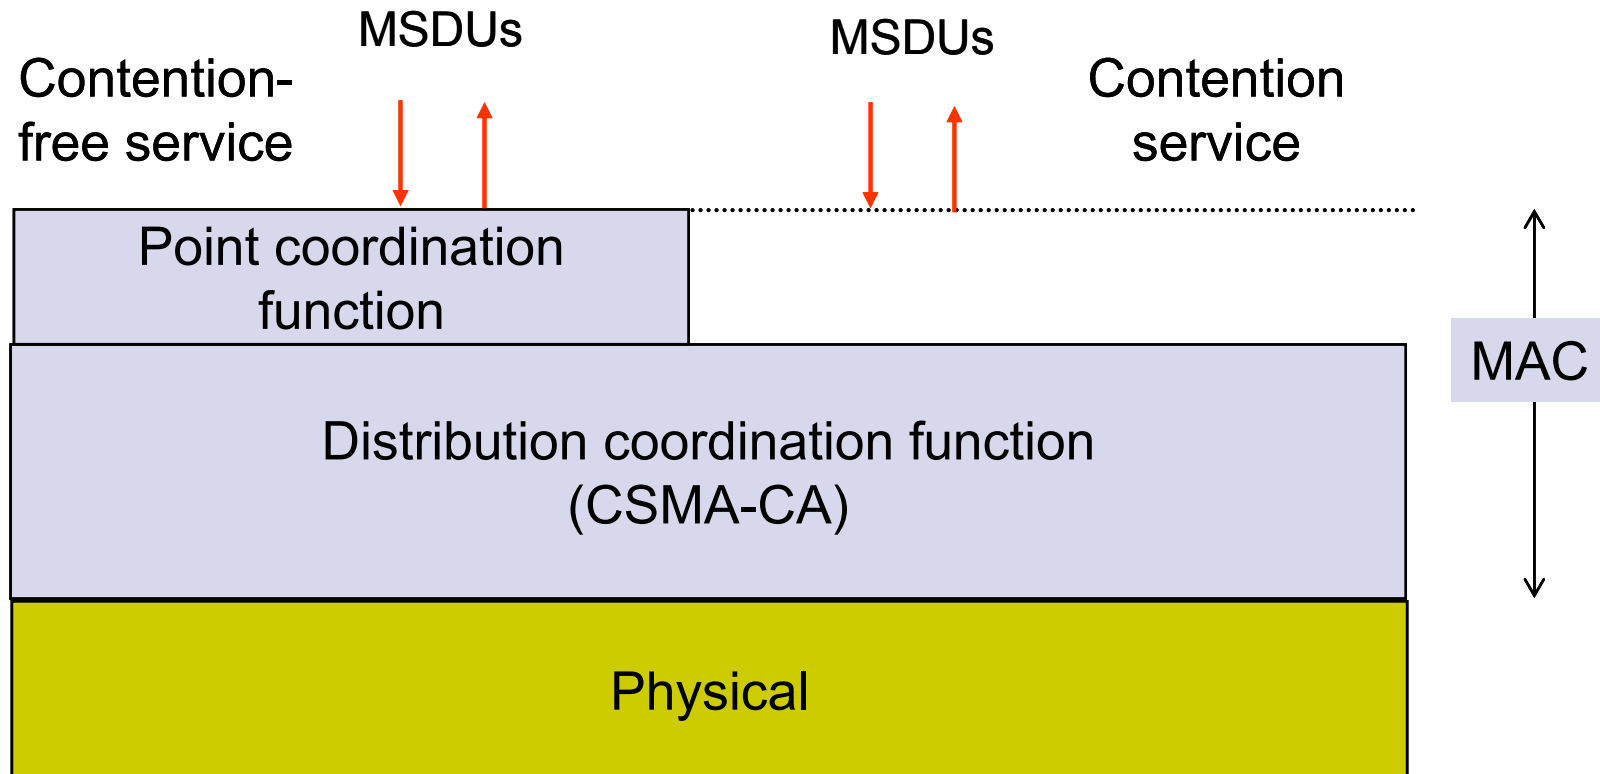 MSDUs
MSDUs
Contention-
free service
Contention
service
Point coordination
function
MAC
Distribution coordination function
(CSMA-CA)
Physical